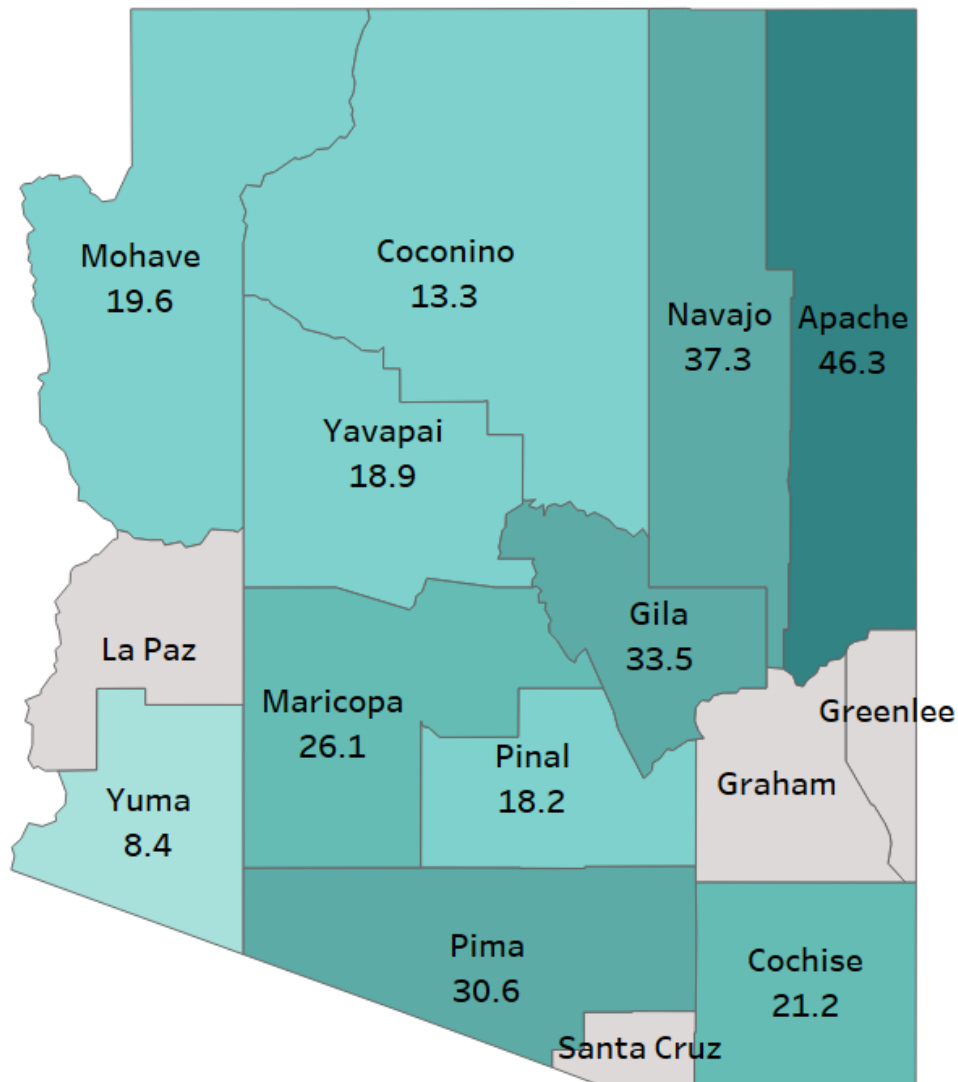 Mohave
19.6
Coconino
13.3
Navajo
37.3
Apache
46.3
Yavapai
18.9
Gila
33.5
La Paz
Maricopa
26.1
Greenlee
Pinal
18.2
Graham
Yuma
8.4
Pima
30.6
Cochise
21.2
Santa Cruz